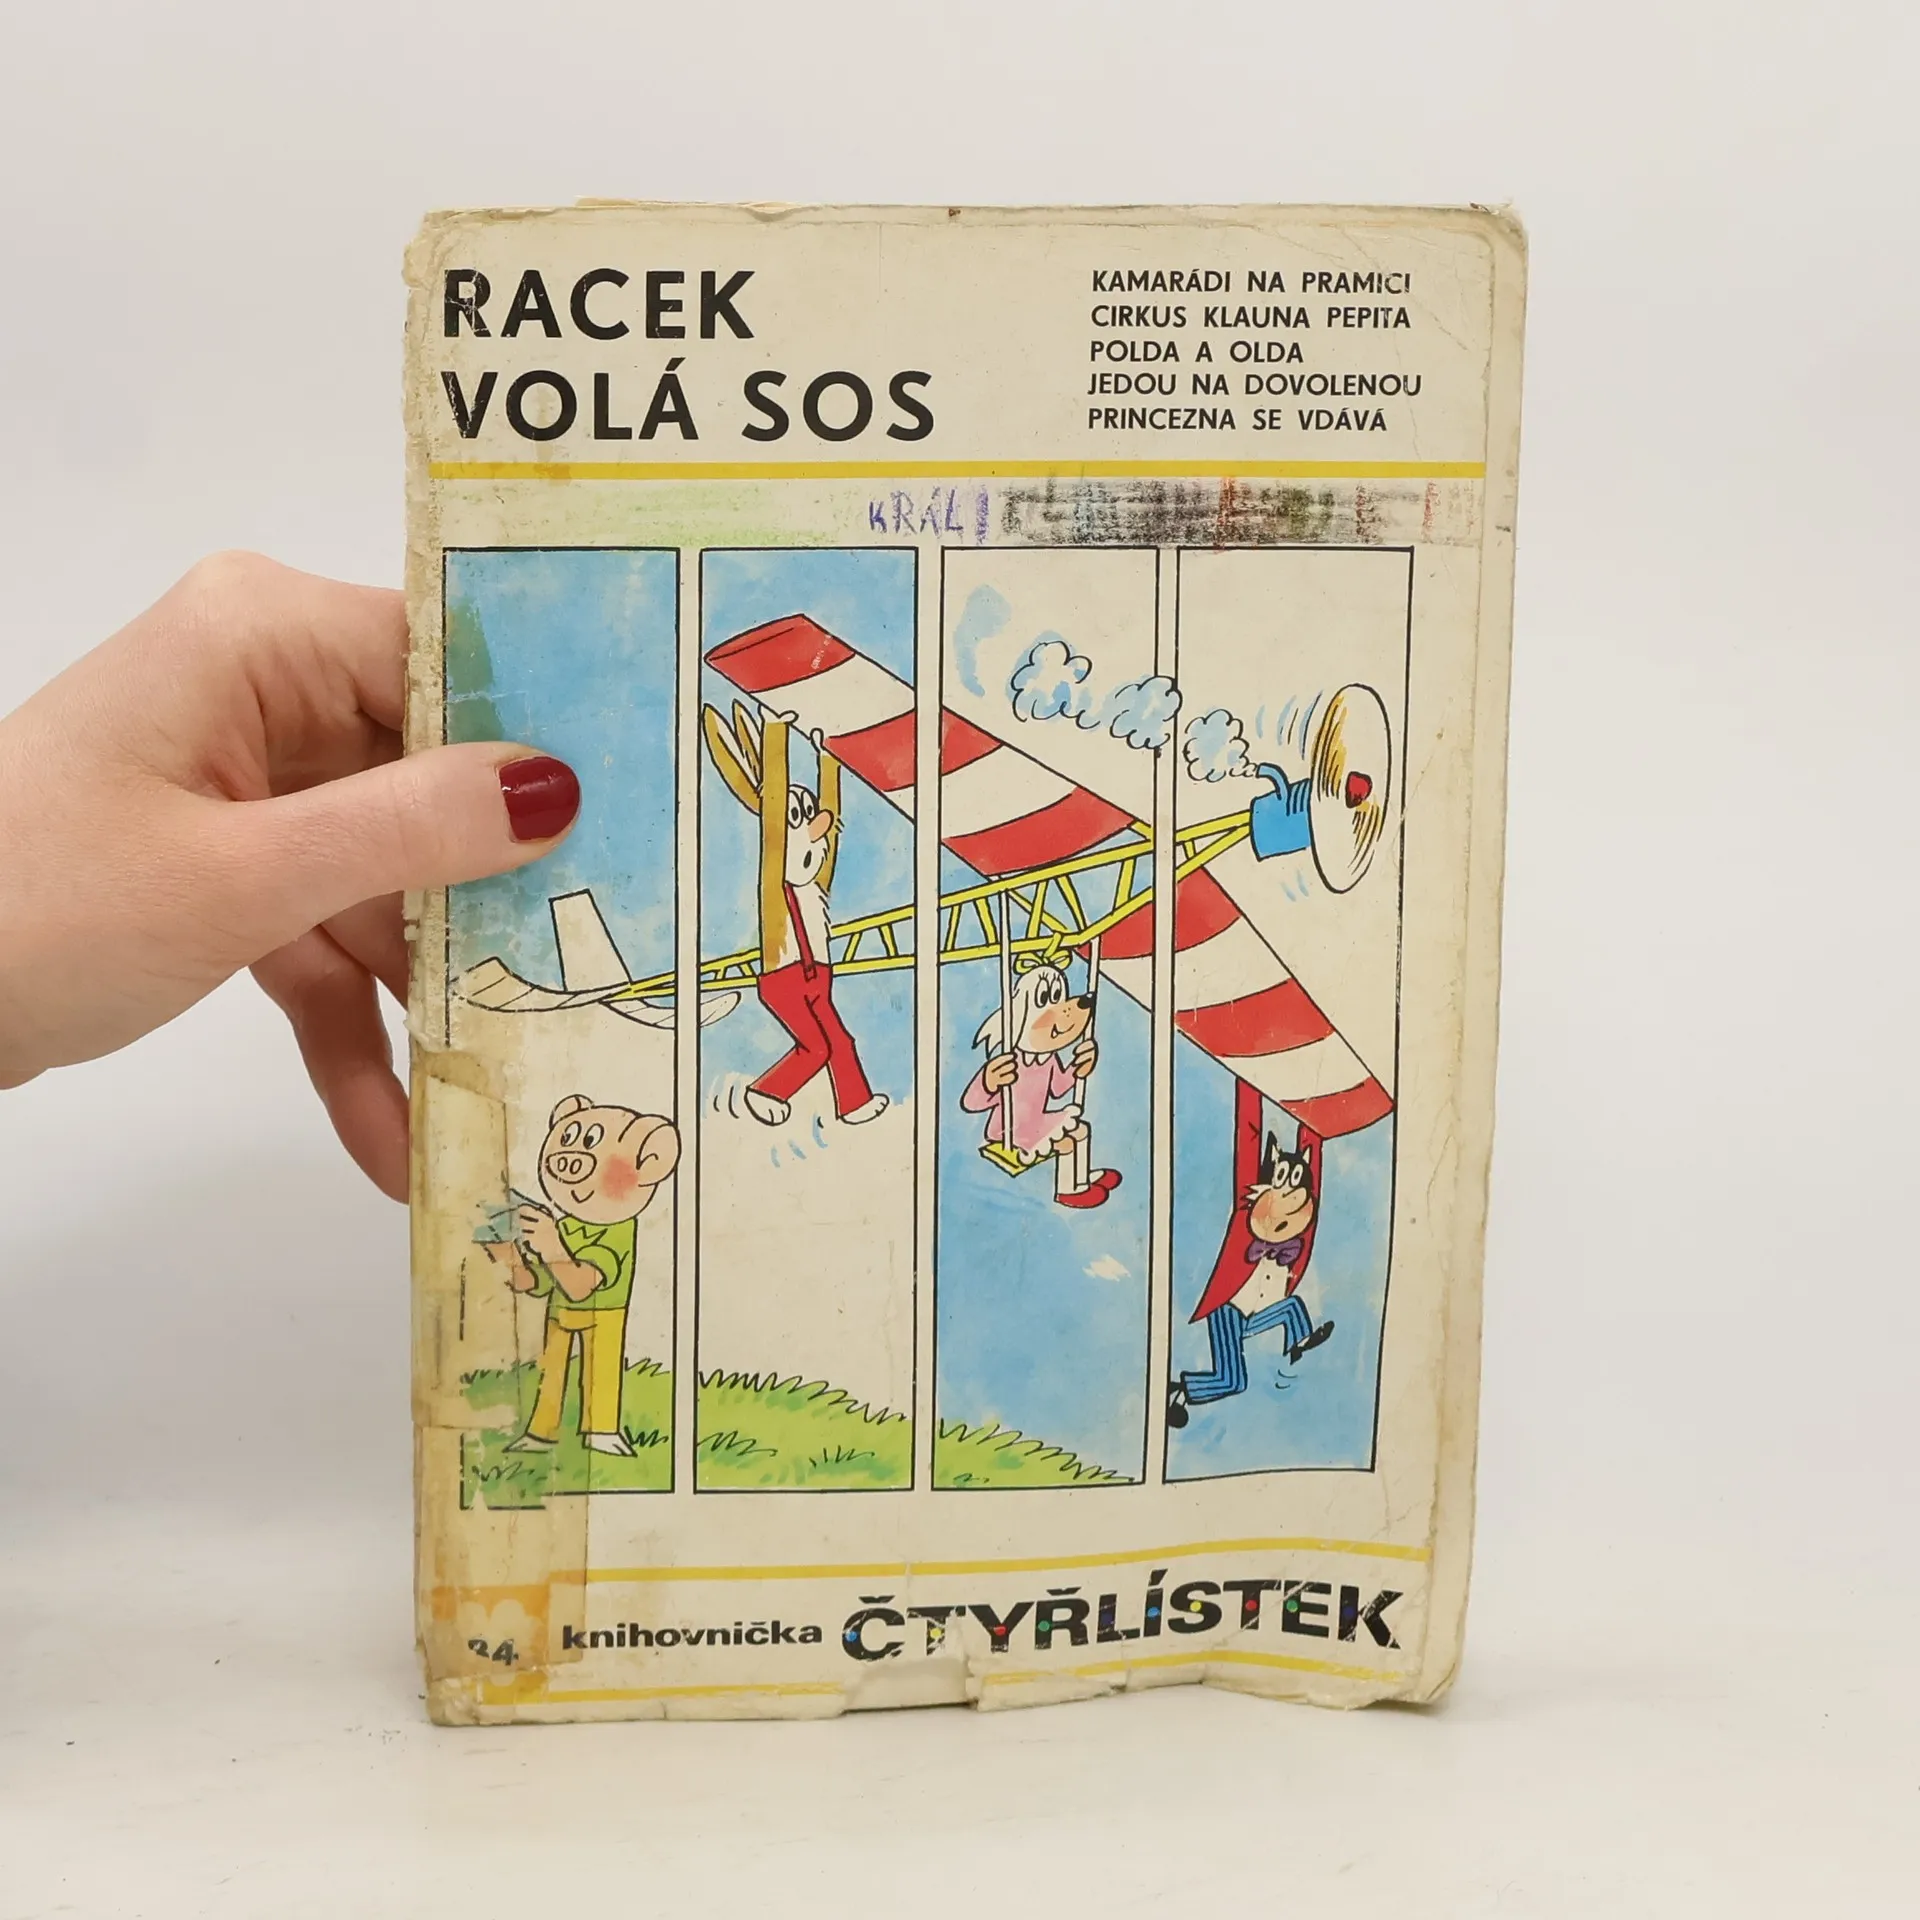 RACEK
VOLÁ SOS
KAMARÁDI NA PRAMICI
CIRKUS KLAUNA PEPITA
POLDA A OLDA
JEDOU NA DOVOLENOU
PRINCEZNA SE VDÁVÁ
KRÁL
knihovnička ČTYŘLÍSTEK